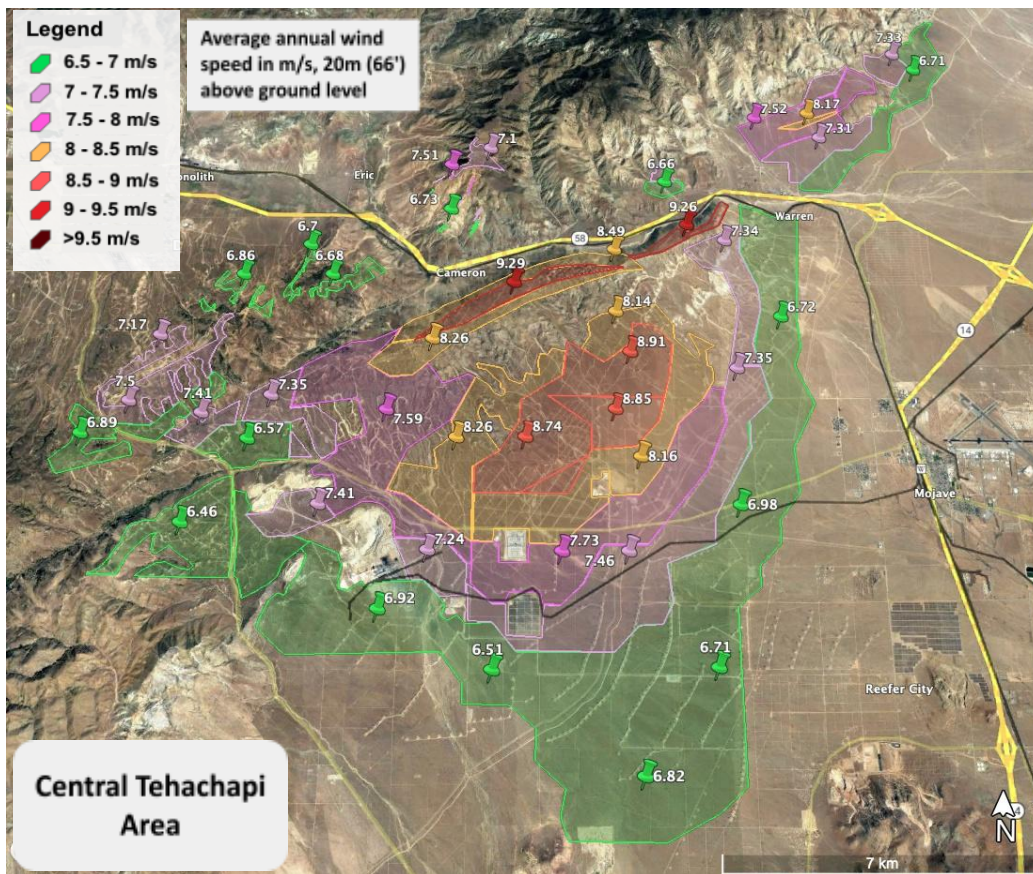 Legend
6.5 - 7 m/s
7 - 7.5 m/s
7.5 - 8 m/s
8 - 8.5 m/s
8.5 - 9 m/s
9 - 9.5 m/s
>9.5 m/s
Average annual wind
speed in m/s, 20m (66')
above ground level
7.33
6.71
7.52
8.17
7.31
7.1
7.51
onolith
Eric
6.66
6.73
9.26
Warren
6.7
58
8.49
7.34
6.86
6.68
Cameron
9.29
8.14
6.72
7.17
14
8.26
8.91
7.35
7.5
7.41
7.35
7.59
8.85
6.89
6.57
8.26
8.74
8.16
7.41
6.98
Mojave
6.46
7.24
7.73
7.46
6.92
6.51
6.71
Reefer City
6.82
Central Tehachapi
Area
4
N
7 km